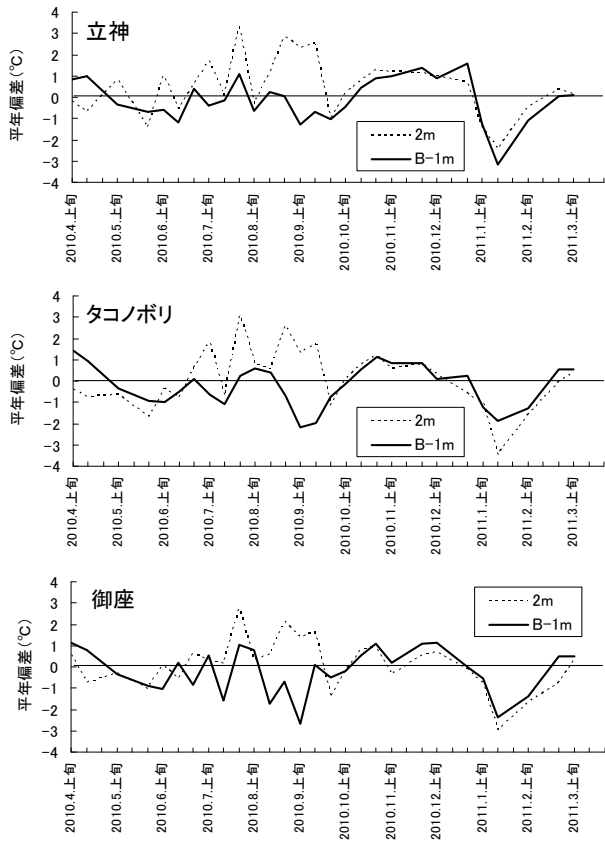 立神
平年偏差(℃)
4
3
2
1
0
-1
-2
-3
-4
2m
B-1m
2010.4.上旬
2010.5.上旬
2010.6.上旬
2010.7.上旬
2010.8.上旬
2010.9.上旬
2010.10.上旬
2010.11.上旬
2010.12.上旬
2011.1.上旬
2011.2.上旬
2011.3.上旬
タコノボリ
平年偏差(℃)
4
3
2
1
0
-1
-2
-3
-4
2m
B-1m
2010.4.上旬
2010.5.上旬
2010.6.上旬
2010.7.上旬
2010.8.上旬
2010.9.上旬
2010.10.上旬
2010.11.上旬
2010.12.上旬
2011.1.上旬
2011.2.上旬
2011.3.上旬
御座
平年偏差(℃)
4
3
2
1
0
-1
-2
-3
-4
2m
B-1m
2010.4.上旬
2010.5.上旬
2010.6.上旬
2010.7.上旬
2010.8.上旬
2010.9.上旬
2010.10.上旬
2010.11.上旬
2010.12.上旬
2011.1.上旬
2011.2.上旬
2011.3.上旬